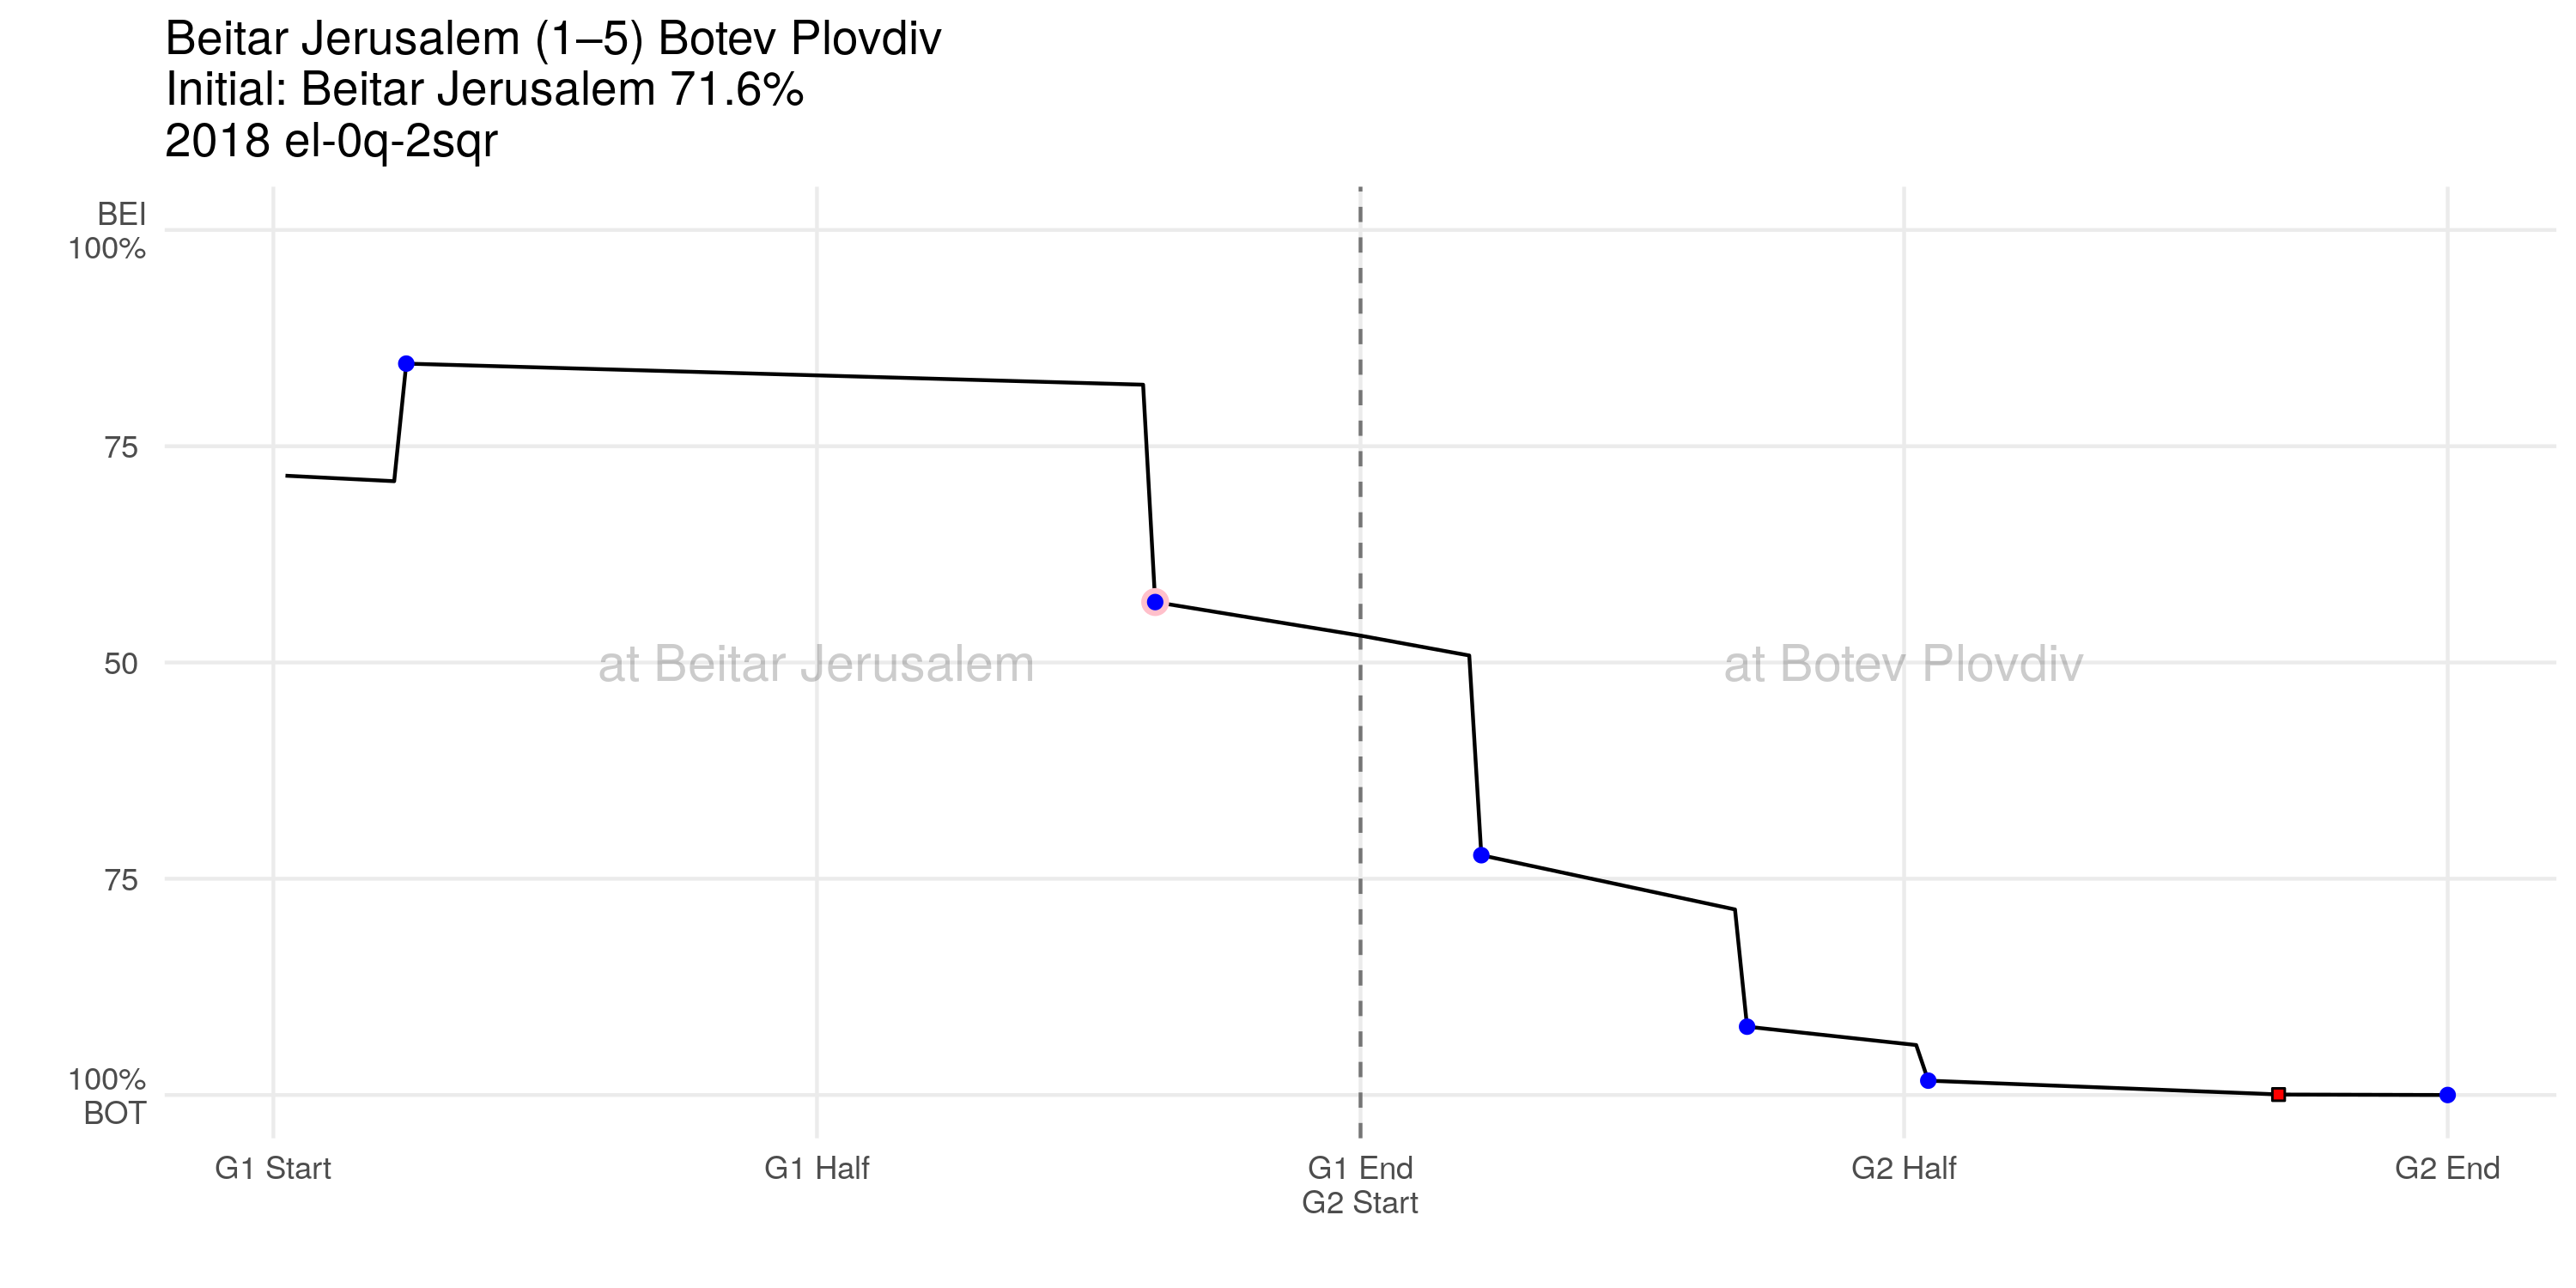 Beitar Jerusalem (1–5) Botev Plovdiv
Initial: Beitar Jerusalem 71.6%
2018 el-0q-2sqr
BEI
100%
75
50
75
100%
BOT
at Beitar Jerusalem
at Botev Plovdiv
G1 Start
G1 Half
G1 End
G2 Start
G2 Half
G2 End